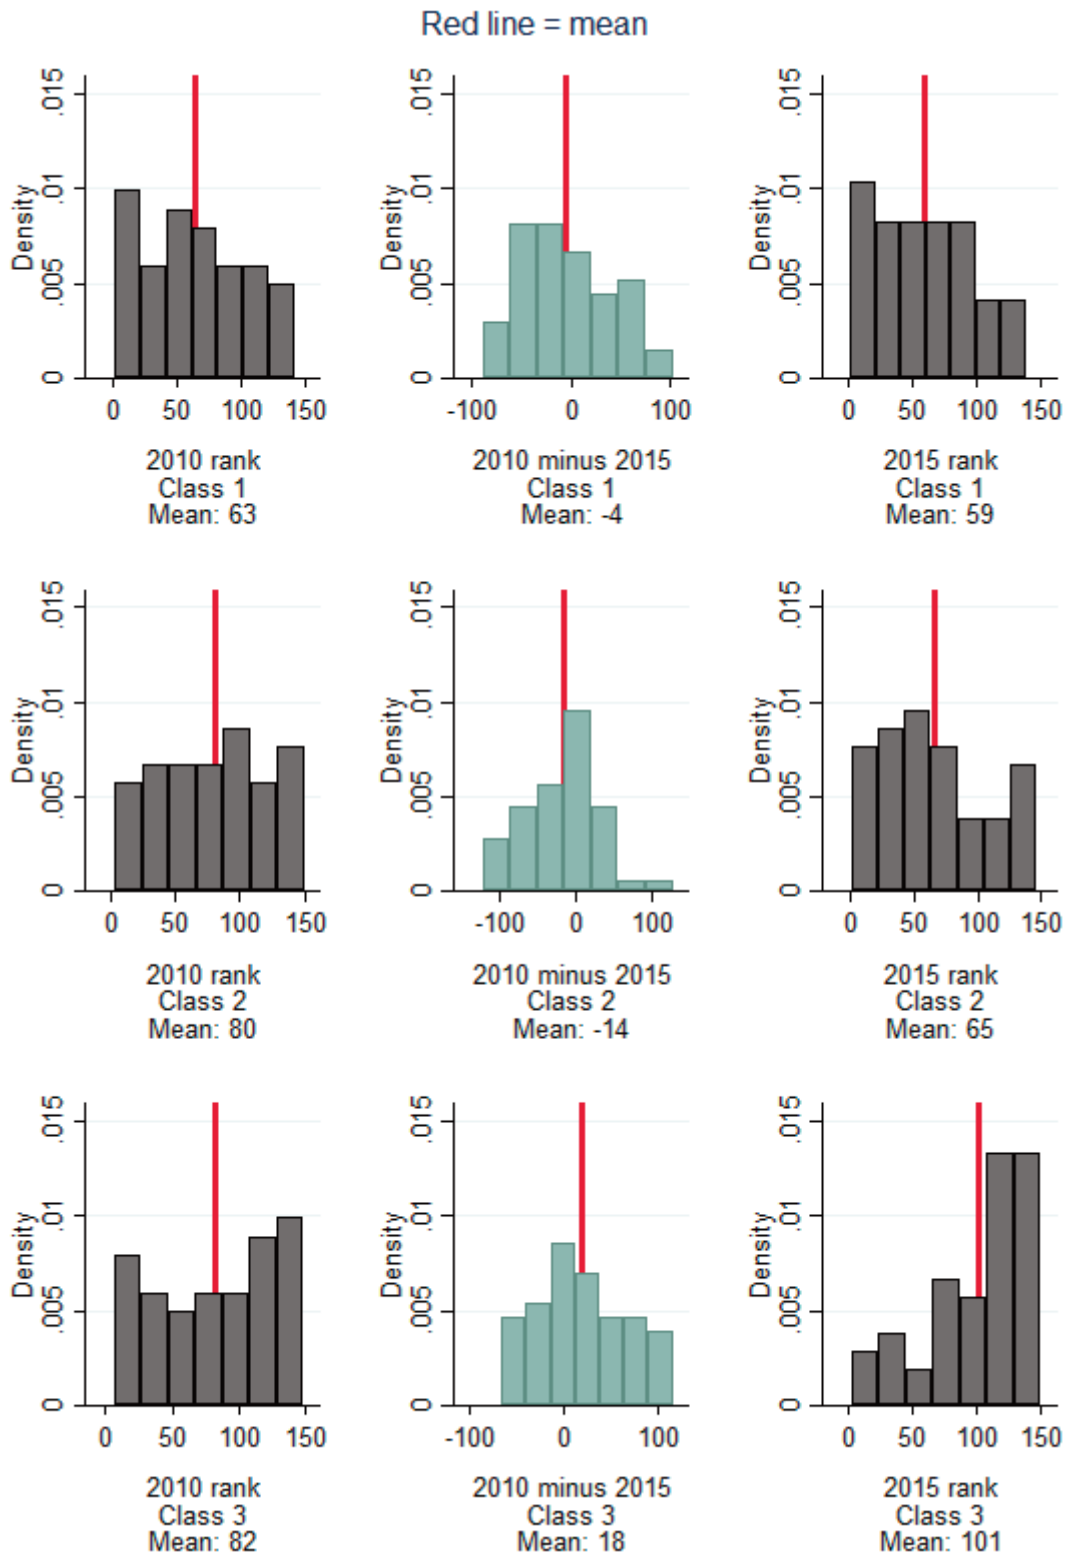 Red line = mean
Density
0 .005 .01 .015
0 50 100 150
2010 rank
Class 1
Mean: 63
Density
0 .005 .01 .015
-100 0 100
2010 minus 2015
Class 1
Mean: -4
Density
0 .005 .01 .015
0 50 100 150
2015 rank
Class 1
Mean: 59
Density
0 .005 .01 .015
0 50 100 150
2010 rank
Class 2
Mean: 80
Density
0 .005 .01 .015
-100 0 100
2010 minus 2015
Class 2
Mean: -14
Density
0 .005 .01 .015
0 50 100 150
2015 rank
Class 2
Mean: 65
Density
0 .005 .01 .015
0 50 100 150
2010 rank
Class 3
Mean: 82
Density
0 .005 .01 .015
-100 0 100
2010 minus 2015
Class 3
Mean: 18
Density
0 .005 .01 .015
0 50 100 150
2015 rank
Class 3
Mean: 101